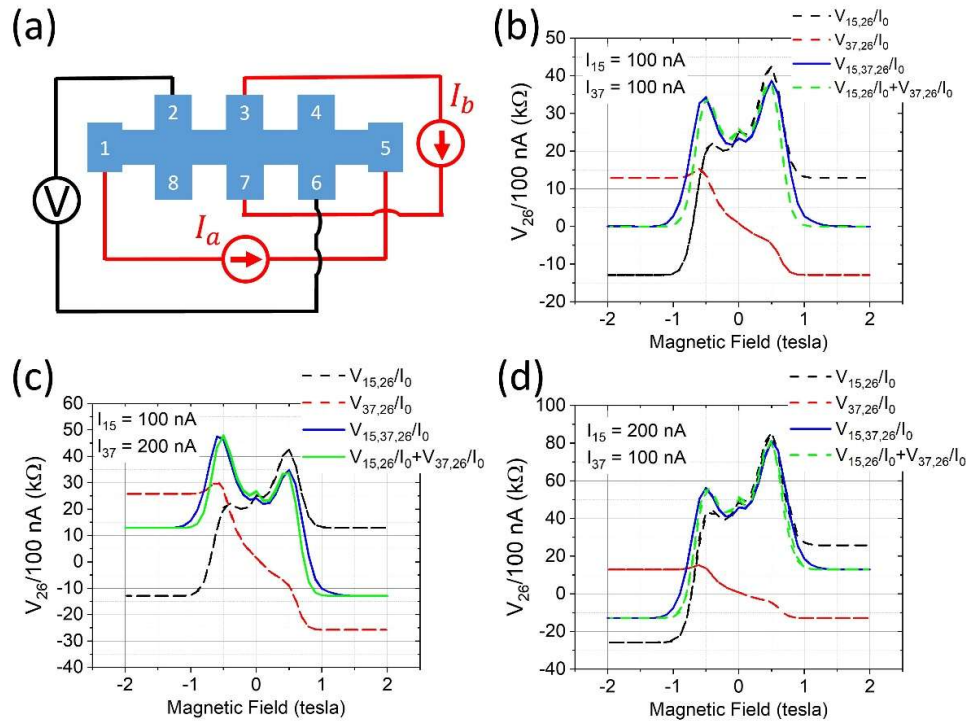 (a)
1
2
3
4
5
6
7
8
V
I_a
I_b
(b)
V15,26/I0
V37,26/I0
V15,37,26/I0
V15,26/I0+V37,26/I0
I15 = 100 nA
I37 = 100 nA
V26/100 nA (kΩ)
50
40
30
20
10
0
-10
-20
-2 -1 0 1 2
Magnetic Field (tesla)
(c)
V15,26/I0
V37,26/I0
V15,37,26/I0
V15,26/I0+V37,26/I0
I15 = 100 nA
I37 = 200 nA
V26/100 nA (kΩ)
60
50
40
30
20
10
0
-10
-20
-30
-40
-2 -1 0 1 2
Magnetic Field (tesla)
(d)
V15,26/I0
V37,26/I0
V15,37,26/I0
V15,26/I0+V37,26/I0
I15 = 200 nA
I37 = 100 nA
V26/100 nA (kΩ)
100
80
60
40
20
0
-20
-40
-2 -1 0 1 2
Magnetic Field (tesla)